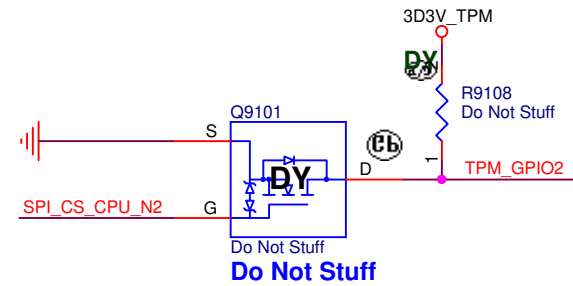 3D3V_TPM
DY
R9108
Do Not Stuff
Q9101
S
D
1
TPM_GPIO2
DY
SPI_CS_CPU_N2
G
Do Not Stuff
Do Not Stuff